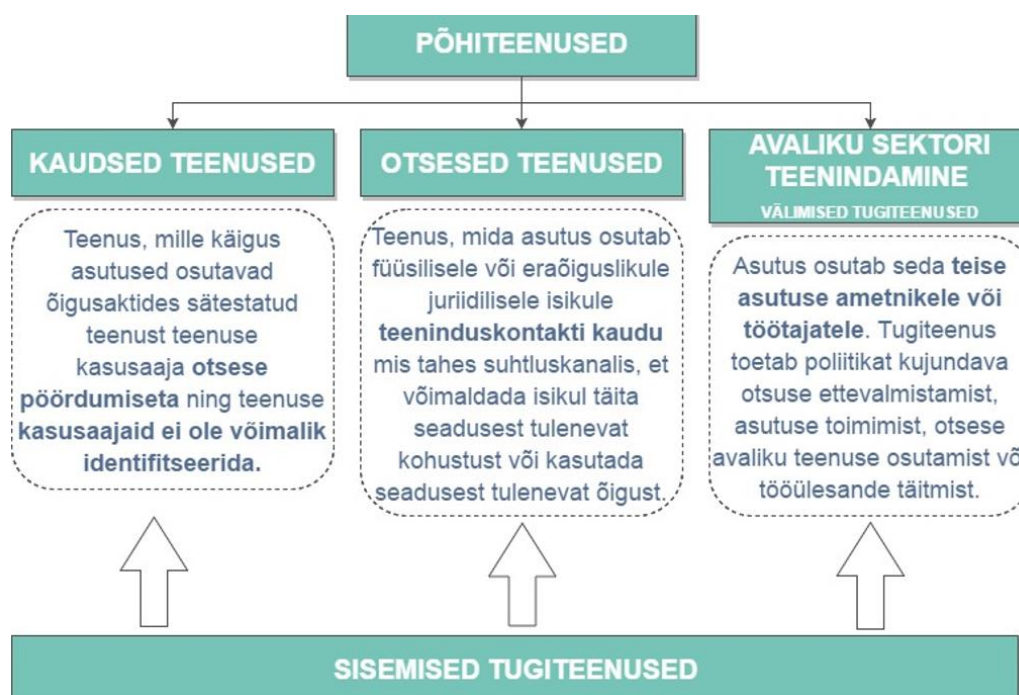 PÕHITEENUSED
KAUDSED TEENUSED
Teenus, mille käigus
asutused osutavad
õigusaktides sätestatud
teenust teenuse
kasusaaja otsese
pöördumiseta ning teenuse
kasusaajaid ei ole võimalik
identifitseerida.
OTSESED TEENUSED
Teenus, mida asutus osutab
füüsilisele või eraõiguslikule
juriidilisele isikule
teeninduskontakti kaudu
mis tahes suhtluskanalis, et
võimaldada isikul täita
seadusest tulenevat
kohustust või kasutada
seadusest tulenevat õigust.
AVALIKU SEKTORI
TEENINDAMINE
VÄLIMISED TUGITEENUSED
Asutus osutab seda teise
asutuse ametnikele või
töötajatele. Tugiteenus
toetab poliitikat kujundava
otsuse ettevalmistamist,
asutuse toimimist, otsese
avaliku teenuse osutamist või
tööülesande täitmist.
SISEMISED TUGITEENUSED